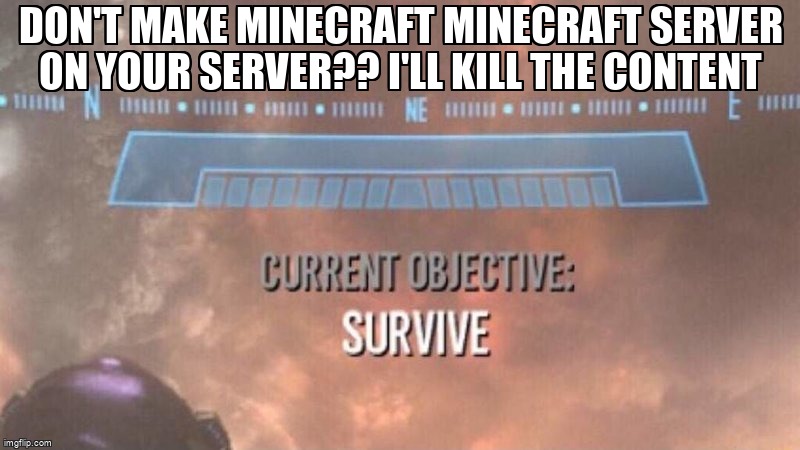 DON'T MAKE MINECRAFT MINECRAFT SERVER
ON YOUR SERVER?? I'LL KILL THE CONTENT
N NE E
CURRENT OBJECTIVE:
SURVIVE
imgflip.com